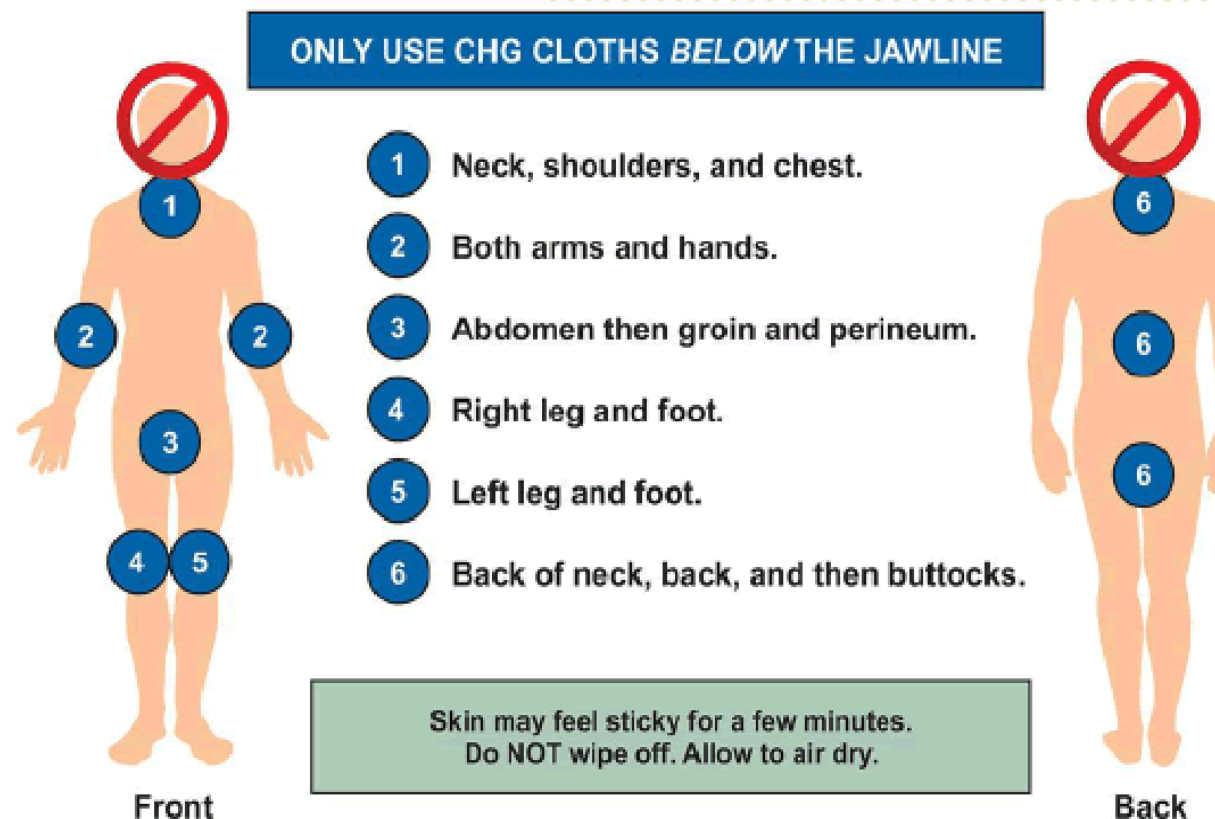 ONLY USE CHG CLOTHS BELOW THE JAWLINE
1 Neck, shoulders, and chest.
2 Both arms and hands.
3 Abdomen then groin and perineum.
4 Right leg and foot.
5 Left leg and foot.
6 Back of neck, back, and then buttocks.
Skin may feel sticky for a few minutes.
Do NOT wipe off. Allow to air dry.
1
2 2
3
4 5
Front
6
6
6
Back